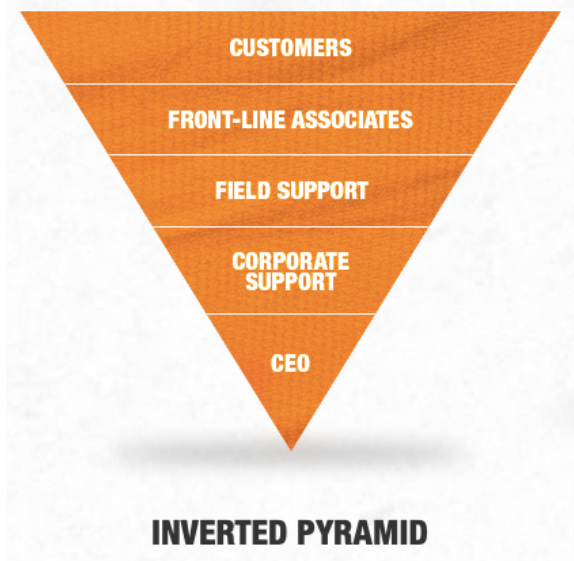 CUSTOMERS
FRONT-LINE ASSOCIATES
FIELD SUPPORT
CORPORATE
SUPPORT
CEO
INVERTED PYRAMID